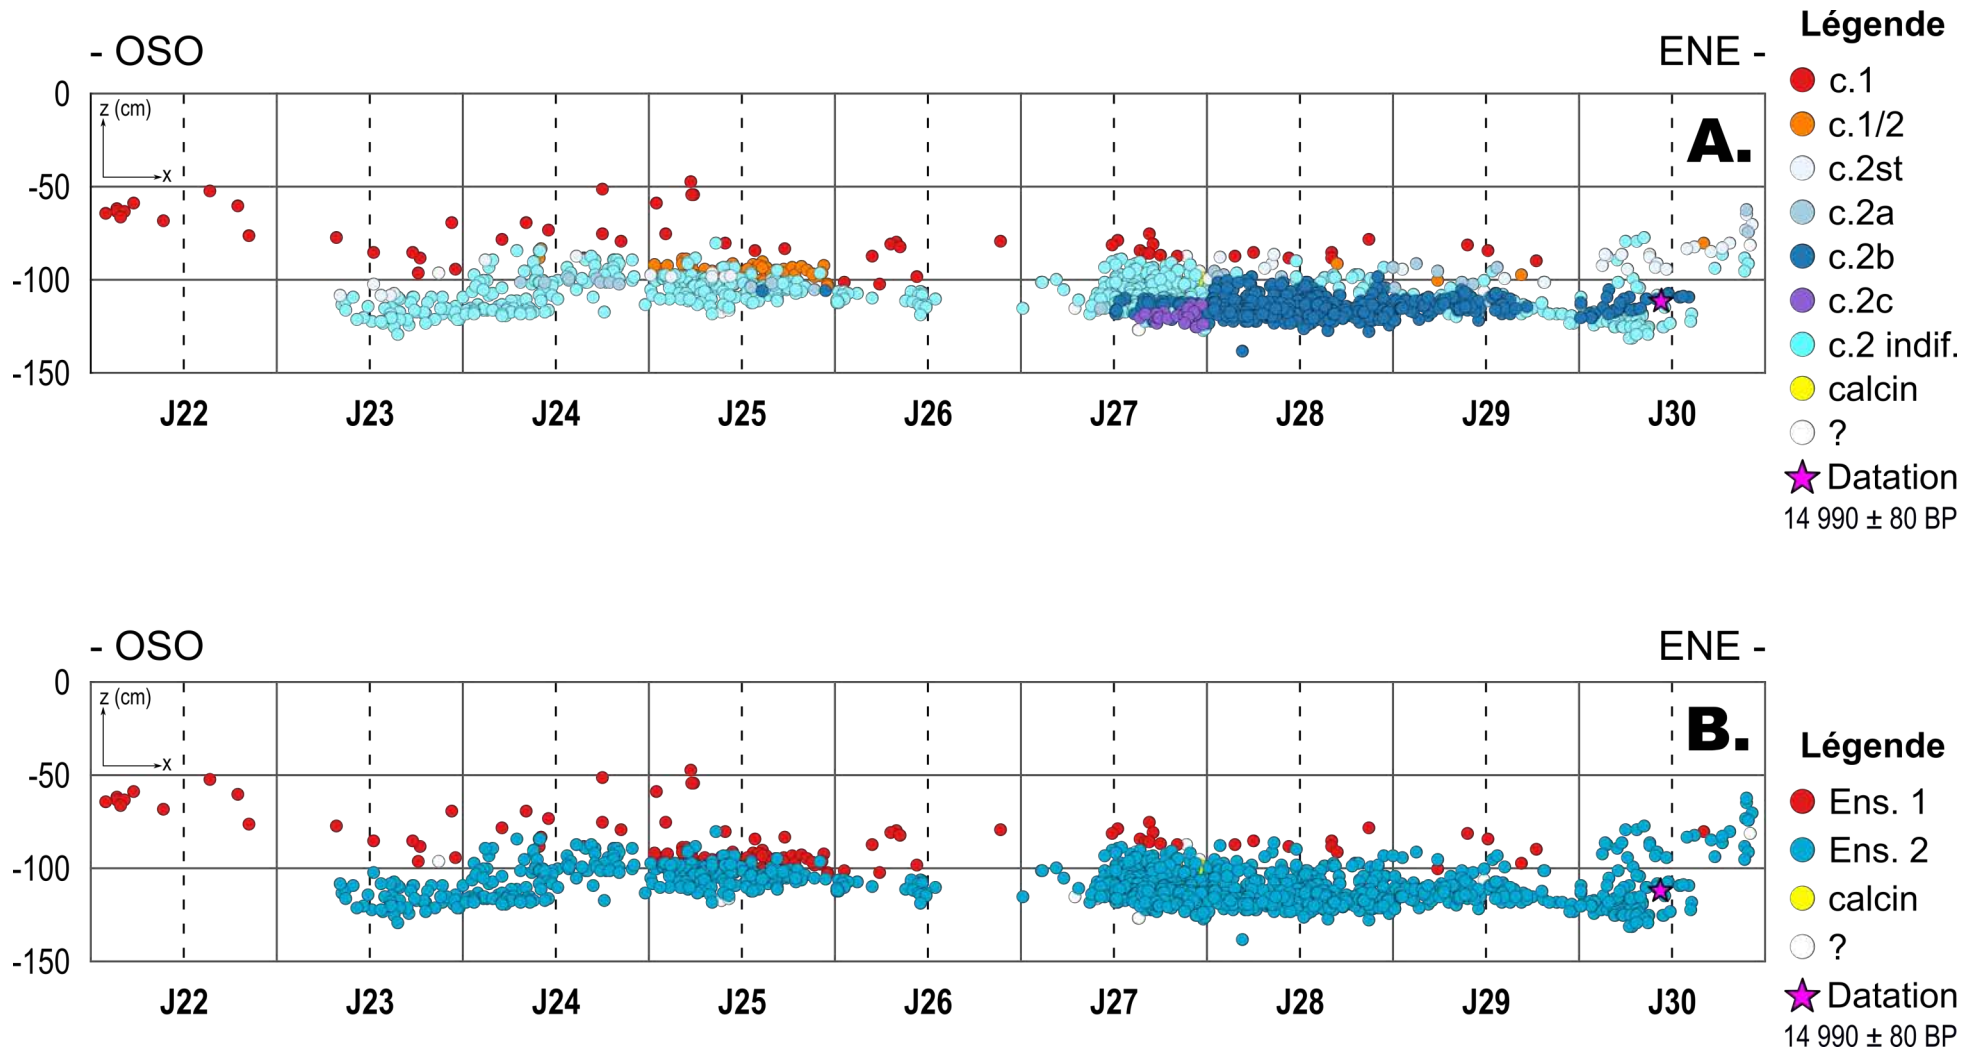 - OSO
ENE -
0
-50
-100
-150
z (cm)
x
A.
J22 J23 J24 J25 J26 J27 J28 J29 J30
Légende
c.1
c.1/2
c.2st
c.2a
c.2b
c.2c
c.2 indif.
calcin
?
Datation
14 990 ± 80 BP
- OSO
ENE -
0
-50
-100
-150
z (cm)
x
B.
J22 J23 J24 J25 J26 J27 J28 J29 J30
Légende
Ens. 1
Ens. 2
calcin
?
Datation
14 990 ± 80 BP